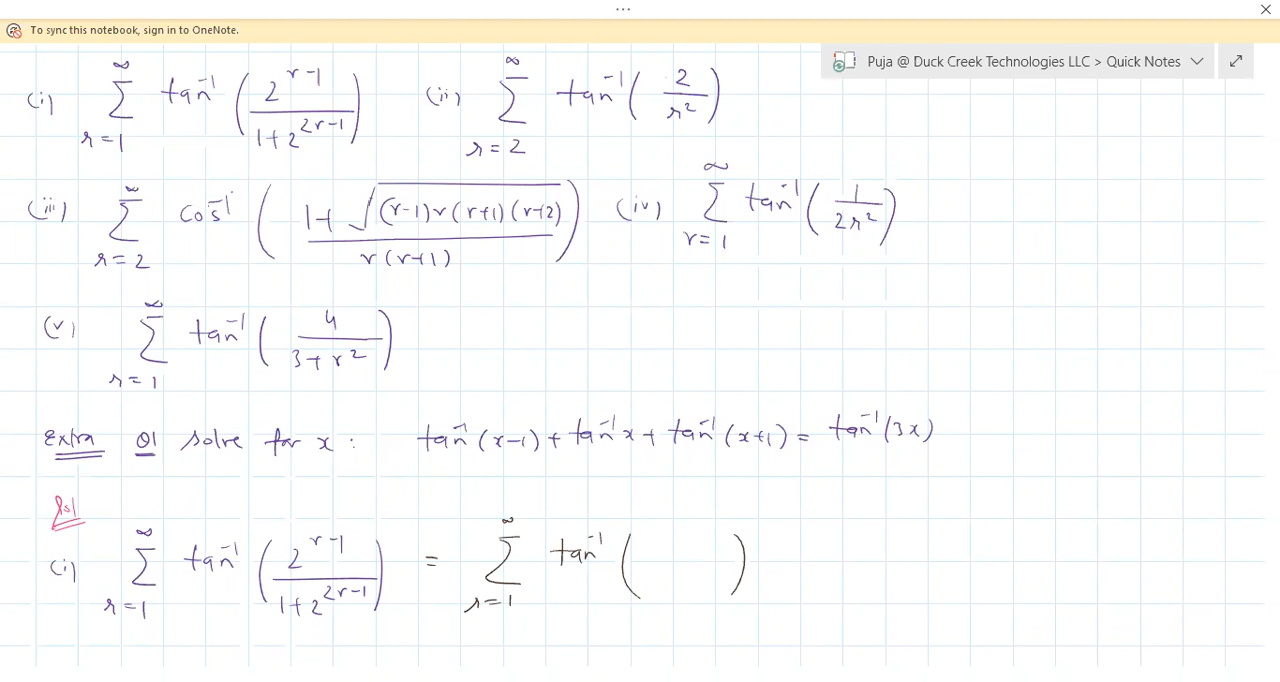 ...
To sync this notebook, sign in to OneNote.
Puja @ Duck Creek Technologies LLC > Quick Notes
(i) ∑_{r=1}^{∞} tan⁻¹(2^{r-1}/(1+2^{2r-1})) (ii) ∑_{r=2}^{∞} tan⁻¹(2/r²)
(iii) ∑_{r=2}^{∞} cos⁻¹((1+√((r-1)r(r+1)(r+2)))/(r(r+1))) (iv) ∑_{r=1}^{∞} tan⁻¹(1/(2r²))
(v) ∑_{r=1}^{∞} tan⁻¹(4/(3+r²))
Extra Q1 solve for x: tan⁻¹(x-1)+tan⁻¹x+tan⁻¹(x+1)=tan⁻¹(3x)
(i) ∑_{r=1}^{∞} tan⁻¹(2^{r-1}/(1+2^{2r-1})) = ∑_{r=1}^{∞} tan⁻¹( )